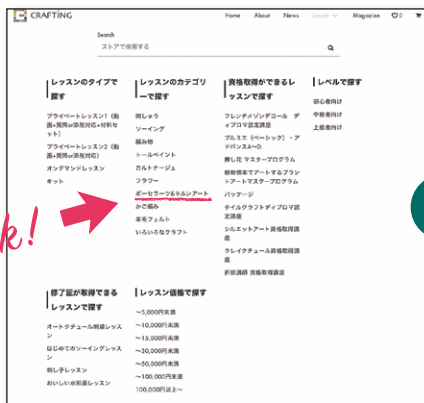 CRAFTING
Home About News Lesson Magazine 0
Search
ストアで検索する
レッスンのタイプで
探す
プライベートレッスン1（動
画+質問or添削対応+材料セ
ット）
プライベートレッスン2（動
画+質問or添削対応）
オンデマンドレッスン
キット
レッスンのカテゴリ
ーで探す
刺しゅう
ソーイング
編み物
トールペイント
カルトナージュ
フラワー
ポーセラーツ&キルンアート
かご編み
羊毛フェルト
いろいろなクラフト
資格取得ができるレ
ッスンで探す
フレンチメゾンデコール デ
ィプロマ認定講座
プルミエ（ベーシック）・ア
ドバンスA〜D
押し花 マスタープログラム
植物標本でアートするプラン
トアートマスタープログラム
パッケージ
タイルクラフトディプロマ認
定講座
シルエットアート資格取得講
座
クレイクチュール資格取得講
座
折紙講師 資格取得講座
レベルで探す
初心者向け
中級者向け
上級者向け
k!
修了証が取得できる
レッスンで探す
オートクチュール刺繍レッス
ン
はじめてのソーイングレッス
ン
刺し子レッスン
おいしい水彩画レッスン
レッスン価格で探す
〜5,000円未満
〜10,000円未満
〜15,000円未満
〜30,000円未満
〜50,000円未満
〜100,000円未満
100,000円以上〜